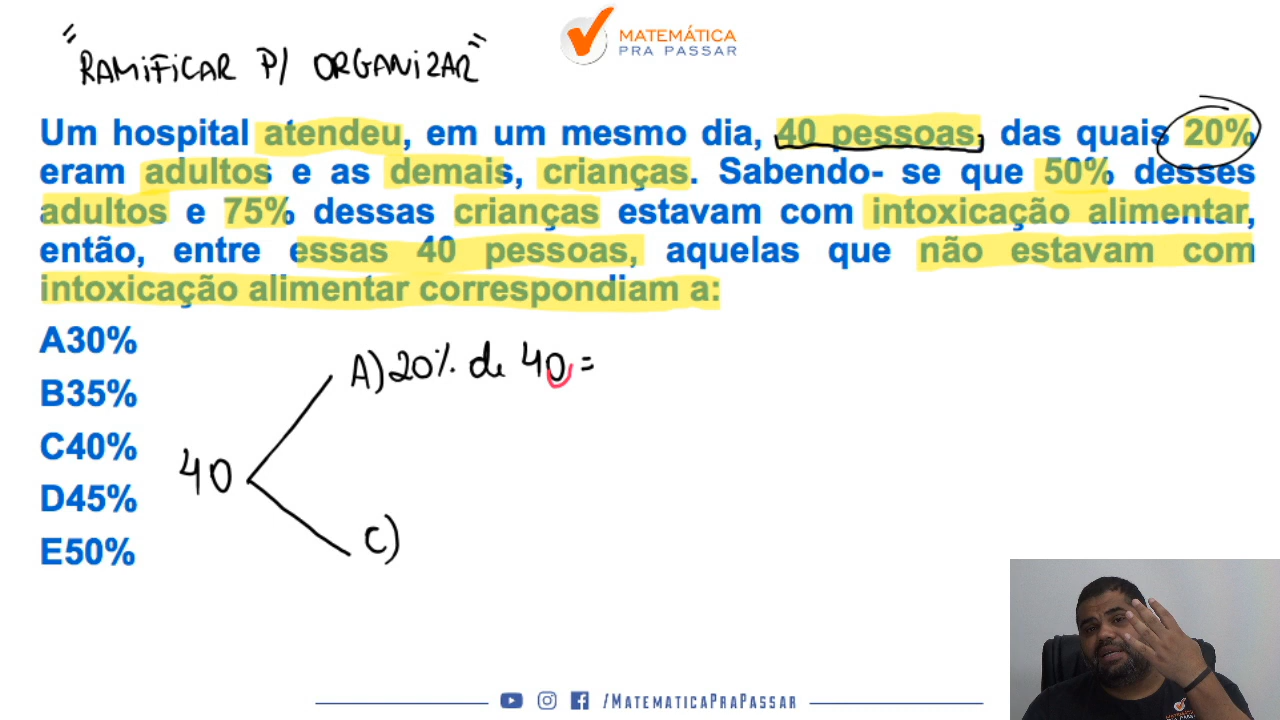 "RAMIFICAR P/ ORGANIZAR"
MATEMÁTICA
PRA PASSAR
Um hospital atendeu, em um mesmo dia, 40 pessoas, das quais 20%
eram adultos e as demais, crianças. Sabendo- se que 50% desses
adultos e 75% dessas crianças estavam com intoxicação alimentar,
então, entre essas 40 pessoas, aquelas que não estavam com
intoxicação alimentar correspondiam a:
A30%
B35%
C40%
D45%
E50%
A) 20% de 40 =
40
C)
/MATEMATICAPRAPASSAR